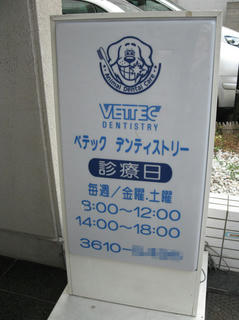 Animal Dental Care
VETTEC
DENTISTRY
ベテック デンティストリー
診療日
毎週／金曜.土曜
9:00〜12:00
14:00〜18:00
3610-